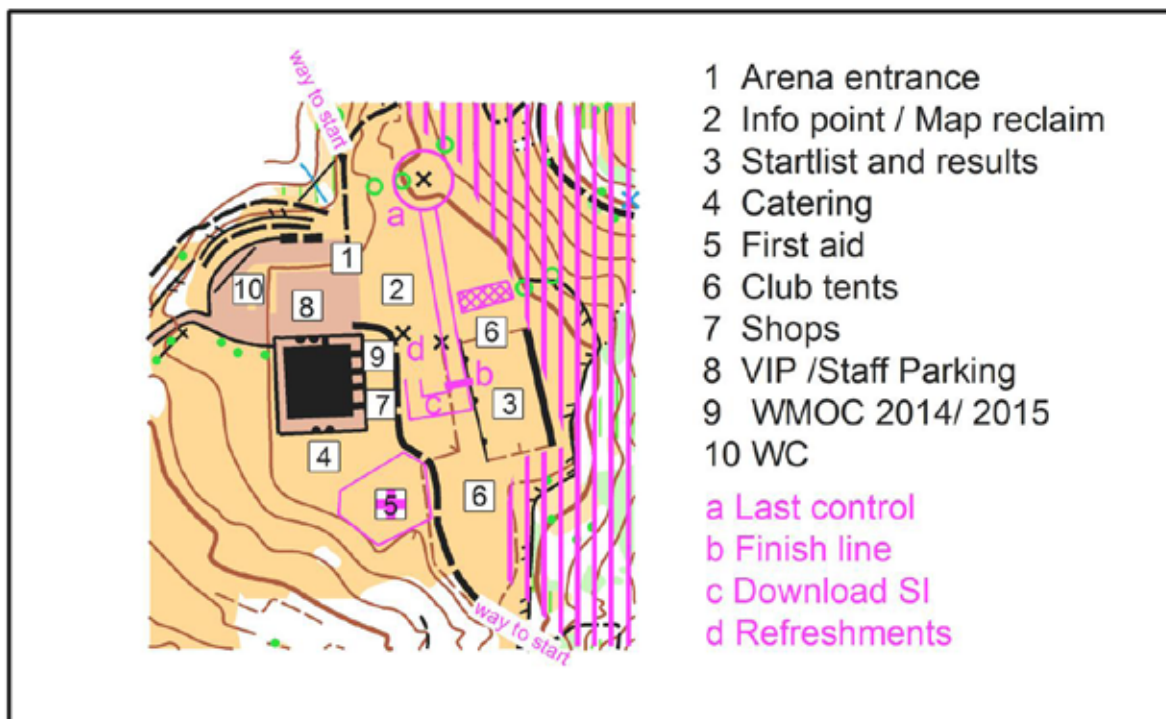 way to start
a
1
10
8
2
6
9
d
b
7
c
3
4
5
6
way to start
1 Arena entrance
2 Info point / Map reclaim
3 Startlist and results
4 Catering
5 First aid
6 Club tents
7 Shops
8 VIP /Staff Parking
9 WMOC 2014/ 2015
10 WC
a Last control
b Finish line
c Download SI
d Refreshments